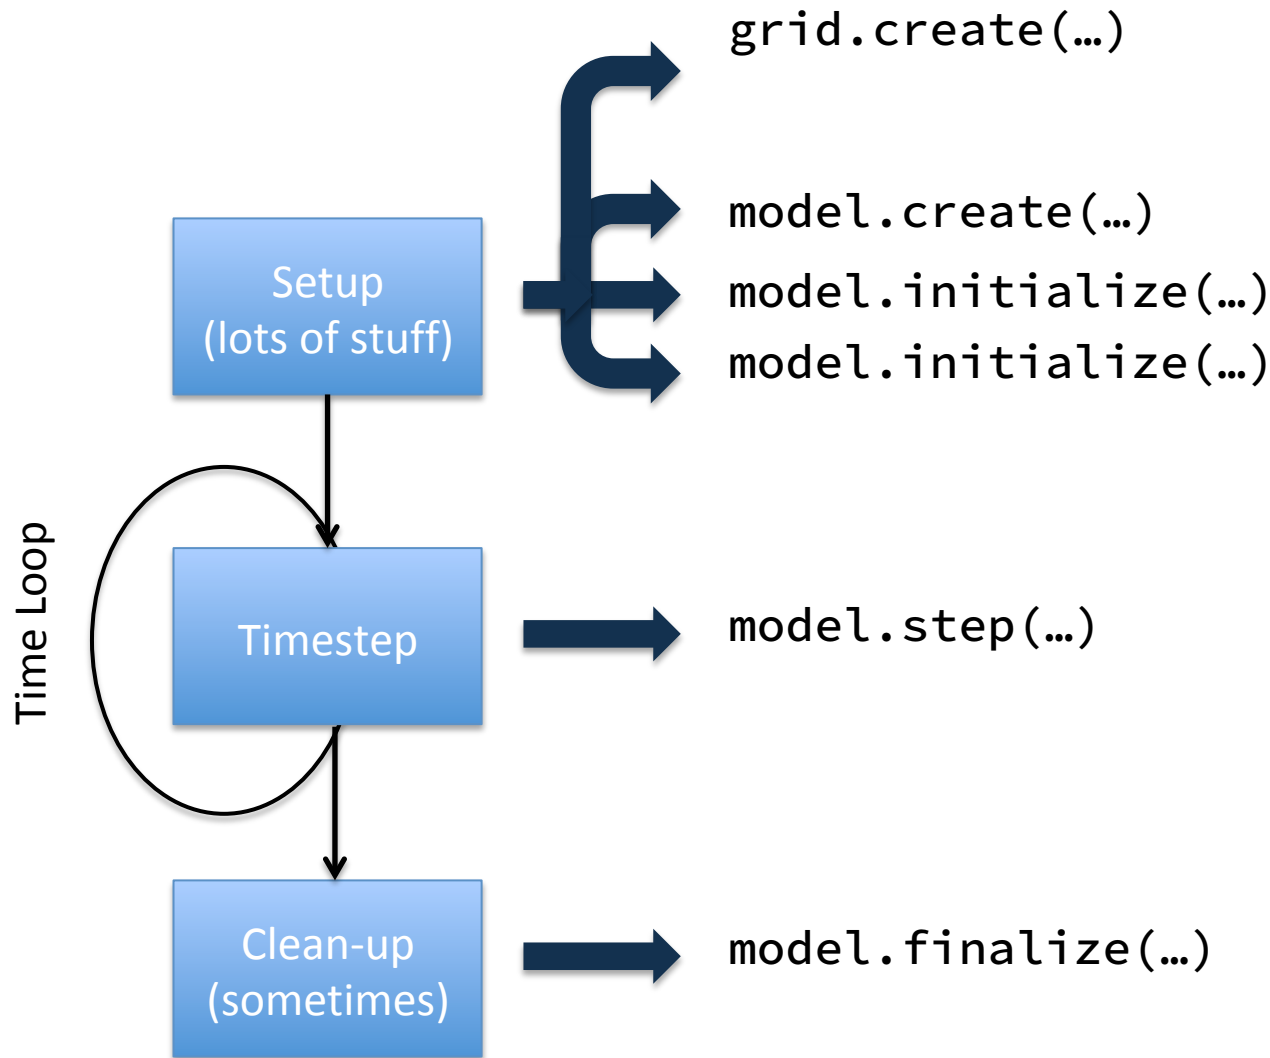 grid.create(…)
model.create(…)
Setup
(lots of stuff)
model.initialize(…)
model.initialize(…)
Time Loop
Timestep
model.step(…)
Clean-up
(sometimes)
model.finalize(…)